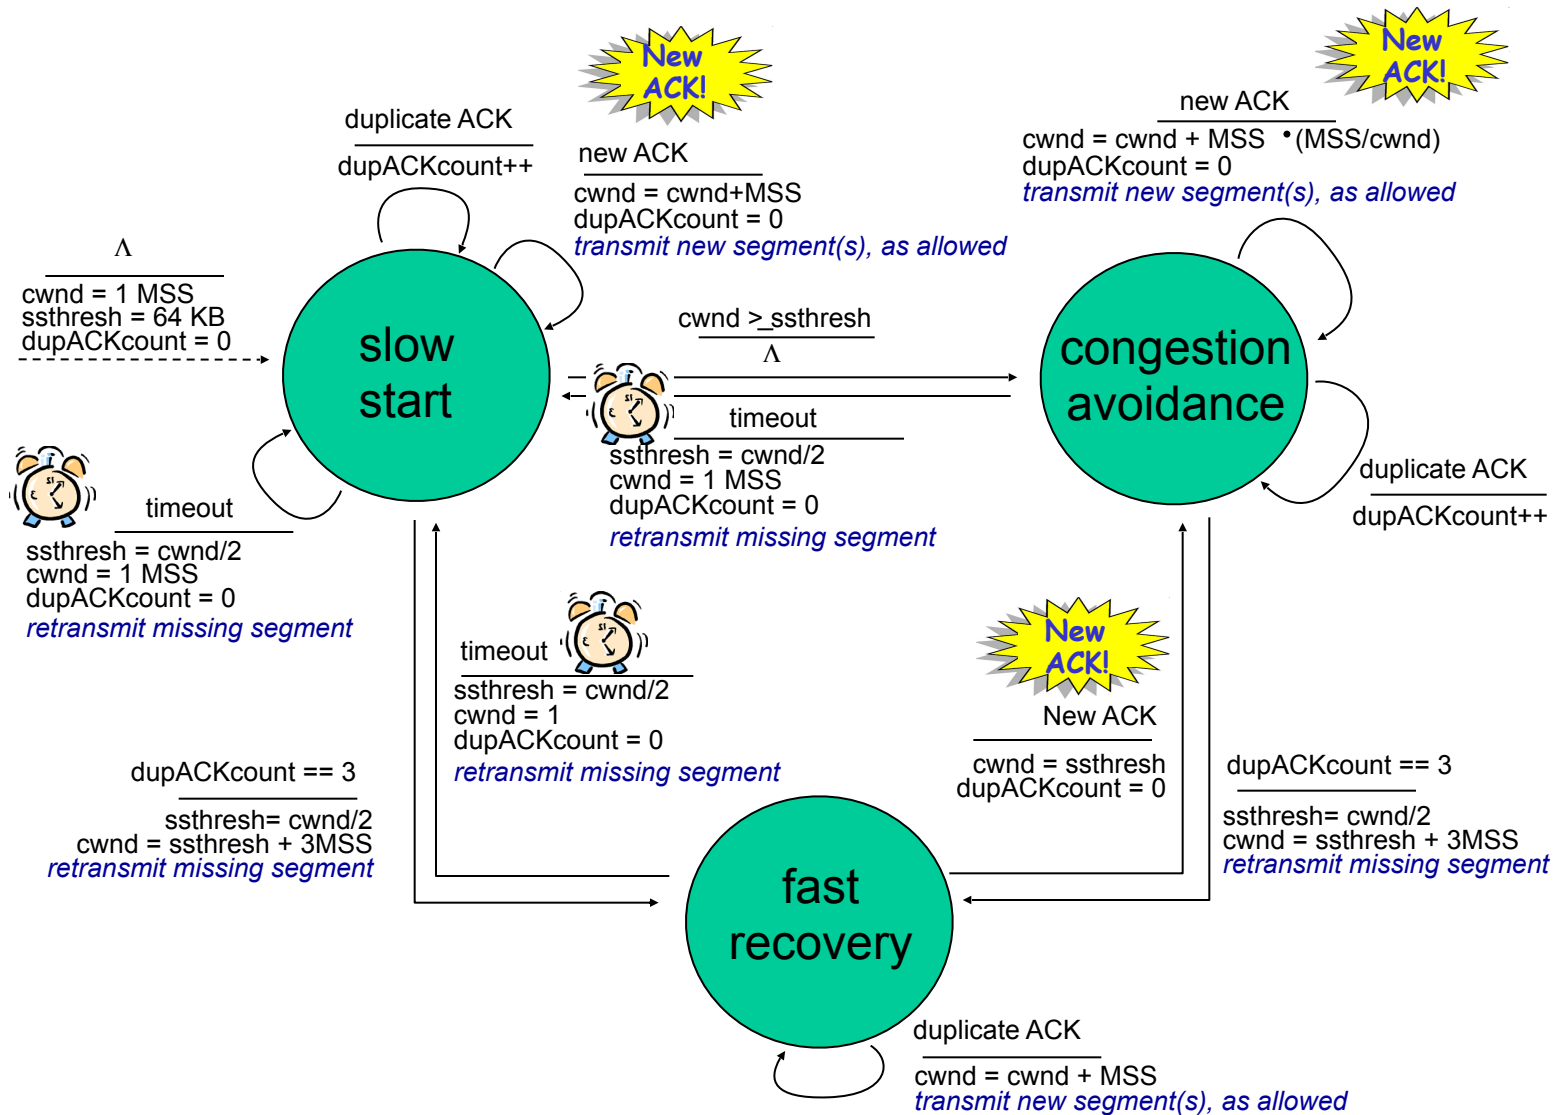 New
ACK!
duplicate ACK
dupACKcount++
new ACK
cwnd = cwnd+MSS
dupACKcount = 0
transmit new segment(s), as allowed
New
ACK!
new ACK
cwnd = cwnd + MSS •(MSS/cwnd)
dupACKcount = 0
transmit new segment(s), as allowed
Λ
cwnd = 1 MSS
ssthresh = 64 KB
dupACKcount = 0
slow
start
cwnd > ssthresh
Λ
congestion
avoidance
timeout
ssthresh = cwnd/2
cwnd = 1 MSS
dupACKcount = 0
retransmit missing segment
duplicate ACK
dupACKcount++
timeout
ssthresh = cwnd/2
cwnd = 1 MSS
dupACKcount = 0
retransmit missing segment
timeout
ssthresh = cwnd/2
cwnd = 1
dupACKcount = 0
retransmit missing segment
New
ACK!
New ACK
cwnd = ssthresh
dupACKcount = 0
dupACKcount == 3
ssthresh= cwnd/2
cwnd = ssthresh + 3MSS
retransmit missing segment
dupACKcount == 3
ssthresh= cwnd/2
cwnd = ssthresh + 3MSS
retransmit missing segment
fast
recovery
duplicate ACK
cwnd = cwnd + MSS
transmit new segment(s), as allowed